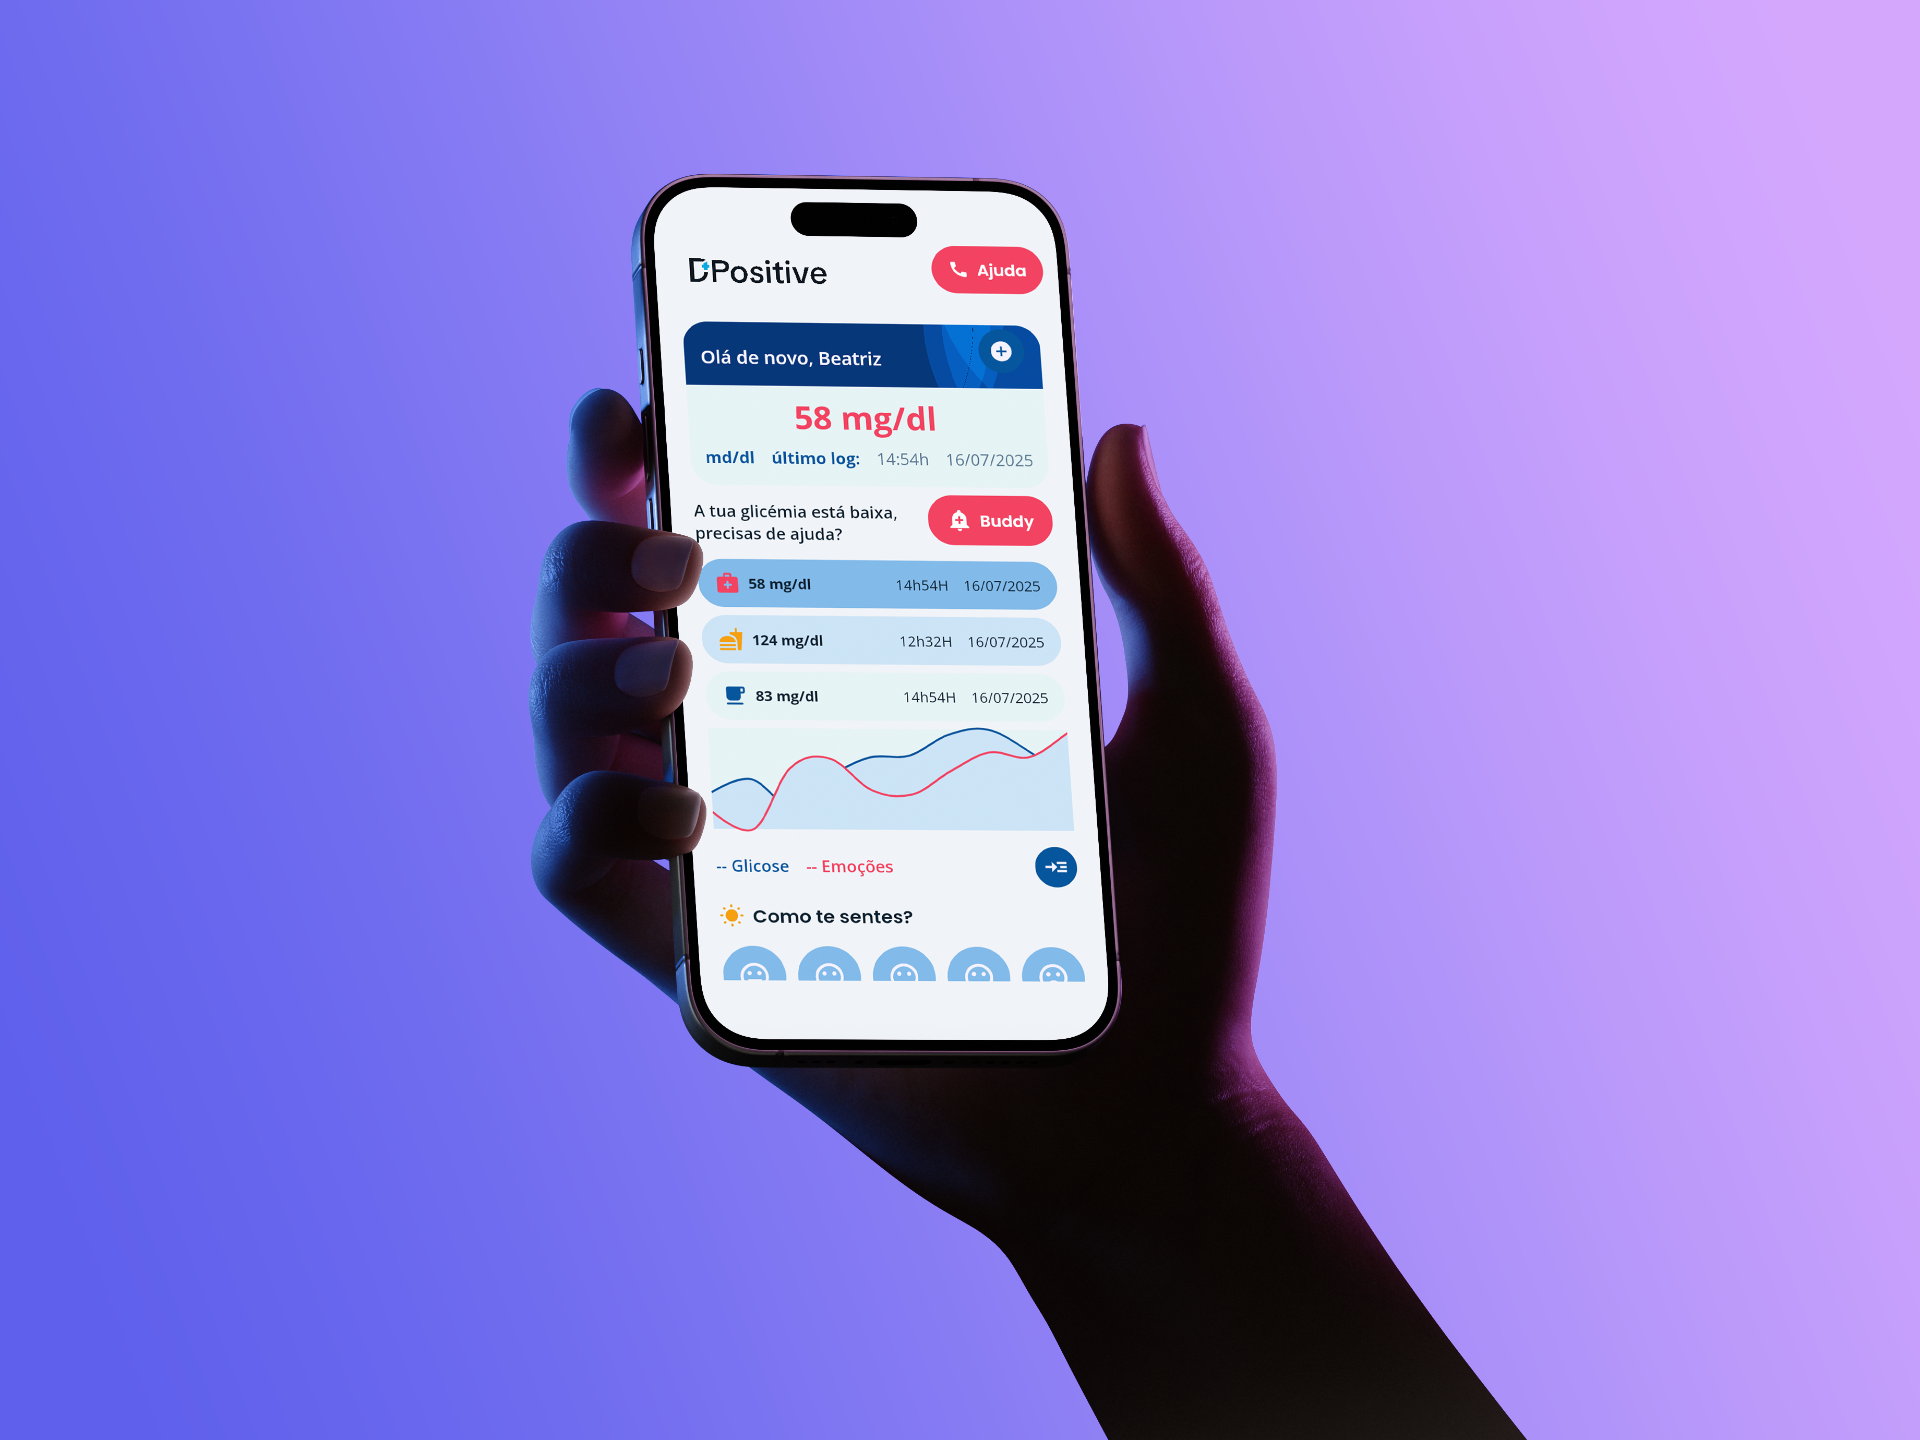 DPositive
Ajuda
Olá de novo, Beatriz
58 mg/dl
md/dl último log: 14:54h 16/07/2025
A tua glicémia está baixa,
precisas de ajuda?
Buddy
58 mg/dl 14h54H 16/07/2025
124 mg/dl 12h32H 16/07/2025
83 mg/dl 14h54H 16/07/2025
-- Glicose -- Emoções
Como te sentes?